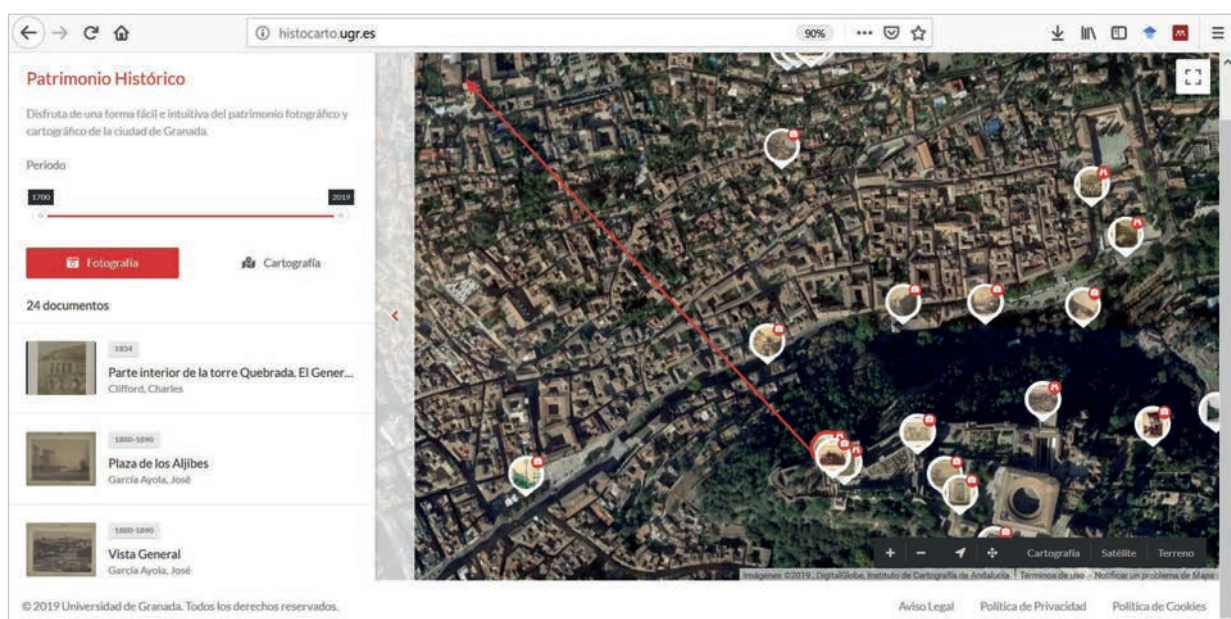 histocarto.ugr.es
90%
Patrimonio Histórico
Disfruta de una forma fácil e intuitiva del patrimonio fotográfico y
cartográfico de la ciudad de Granada.
Periodo
1700
2019
Fotografía
Cartografía
24 documentos
1834
Parte interior de la torre Quebrada. El Gener...
Clifford, Charles
1880-1890
Plaza de los Aljibes
García Ayola, José
1880-1890
Vista General
García Ayola, José
+ −
Cartografía Satélite Terreno
Imágenes ©2019 , DigitalGlobe, Instituto de Cartografía de Andalucía Términos de uso Notificar un problema de Maps
© 2019 Universidad de Granada. Todos los derechos reservados.
Aviso Legal Política de Privacidad Política de Cookies